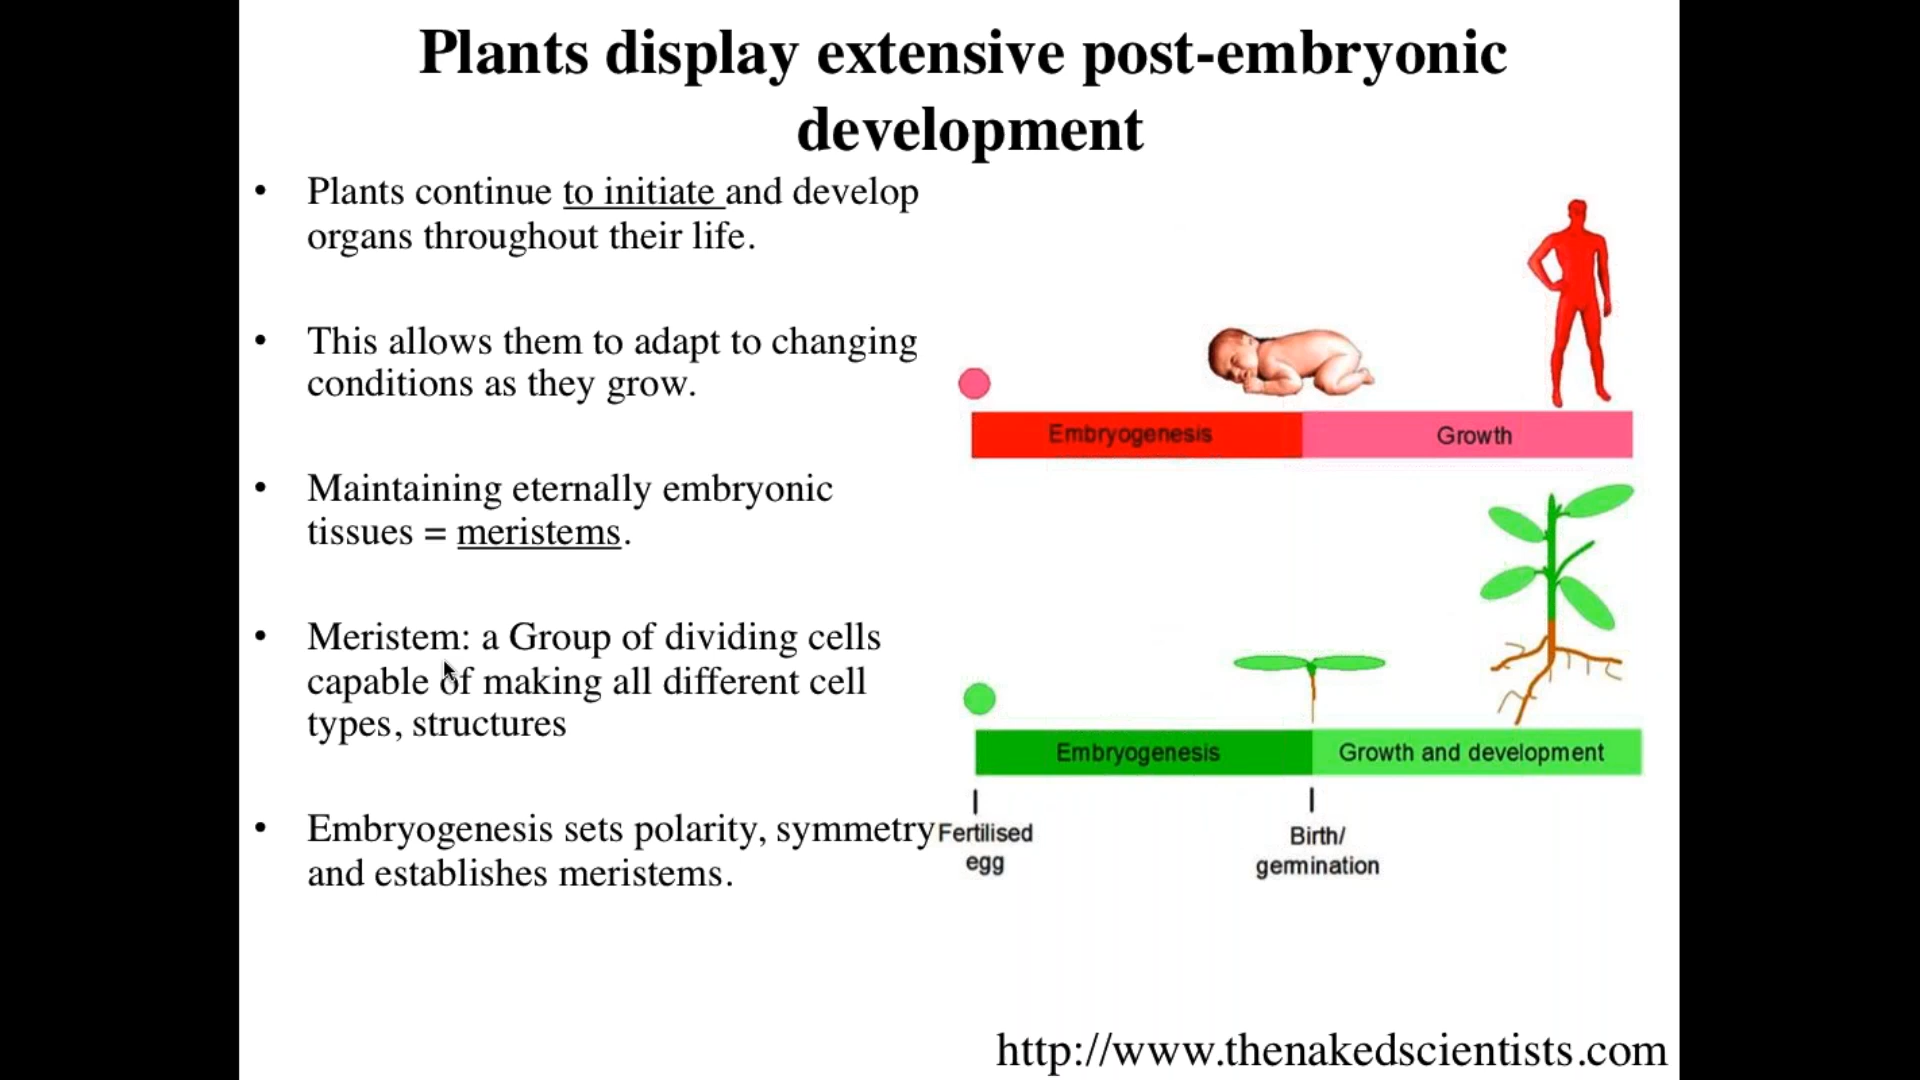 Plants display extensive post-embryonic
development
• Plants continue to initiate and develop
organs throughout their life.
• This allows them to adapt to changing
conditions as they grow.
• Maintaining eternally embryonic
tissues = meristems.
• Meristem: a Group of dividing cells
capable of making all different cell
types, structures
• Embryogenesis sets polarity, symmetry
and establishes meristems.
Embryogenesis
Growth
Embryogenesis
Growth and development
Fertilised
egg
Birth/
germination
http://www.thenakedscientists.com